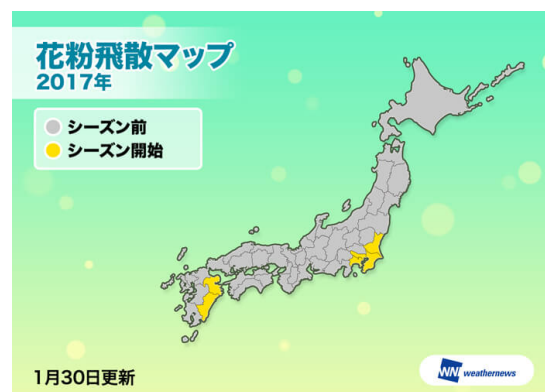 花粉飛散マップ
2017年
シーズン前
シーズン開始
1月30日更新
WNI weathernews